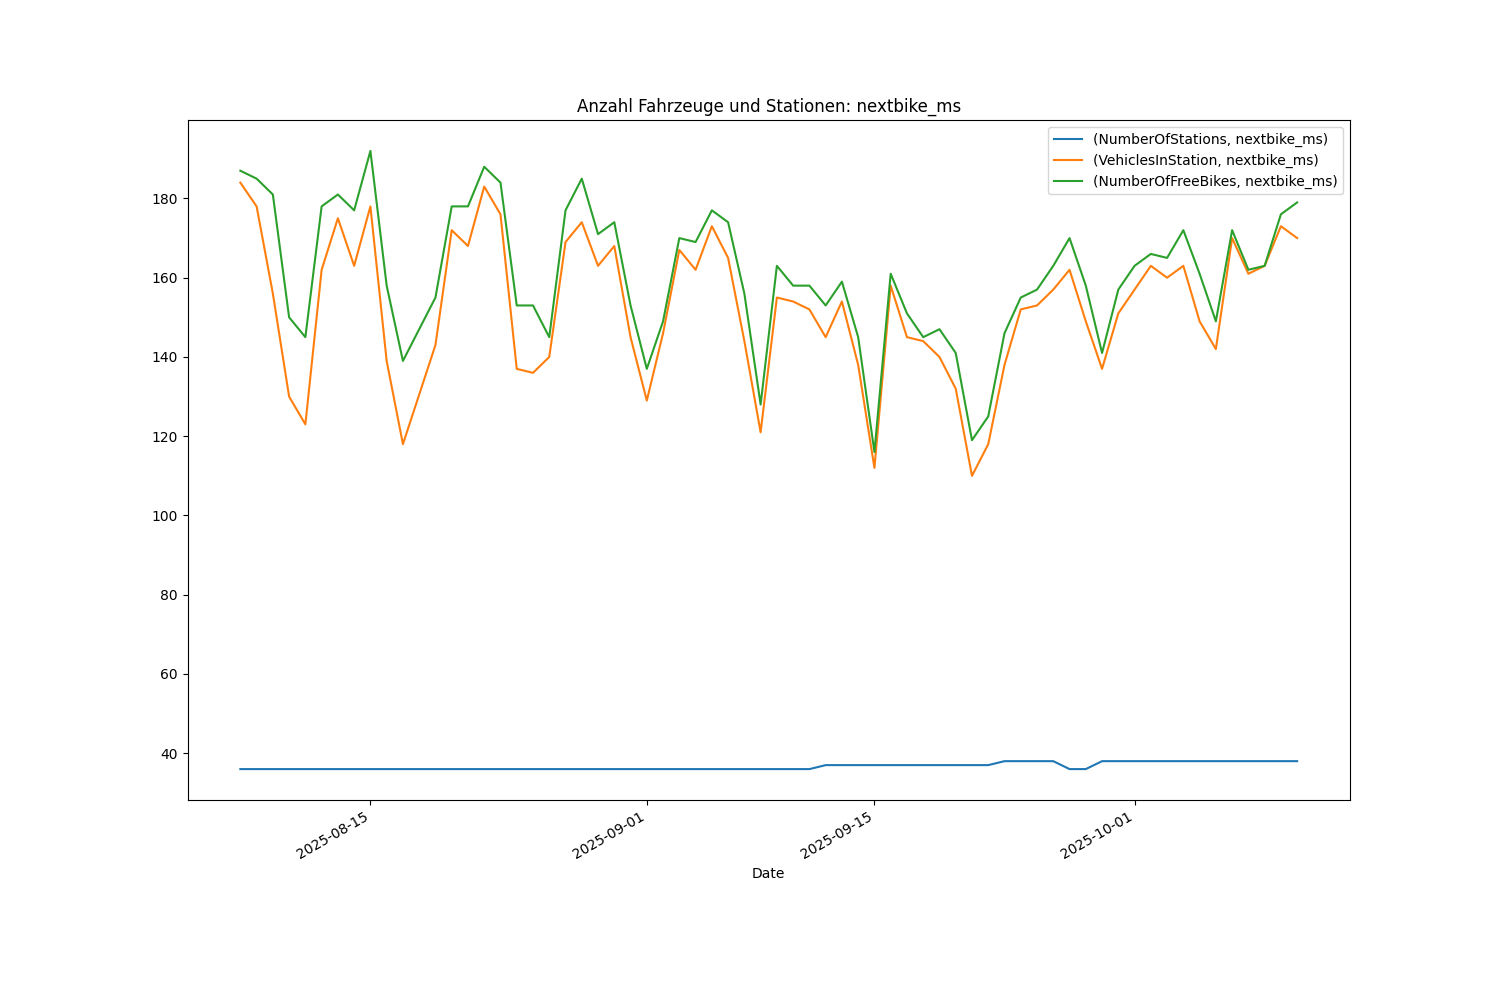 Anzahl Fahrzeuge und Stationen: nextbike_ms
(NumberOfStations, nextbike_ms)
(VehiclesInStation, nextbike_ms)
(NumberOfFreeBikes, nextbike_ms)
180
160
140
120
100
80
60
40
2025-08-15
2025-09-01
2025-09-15
2025-10-01
Date